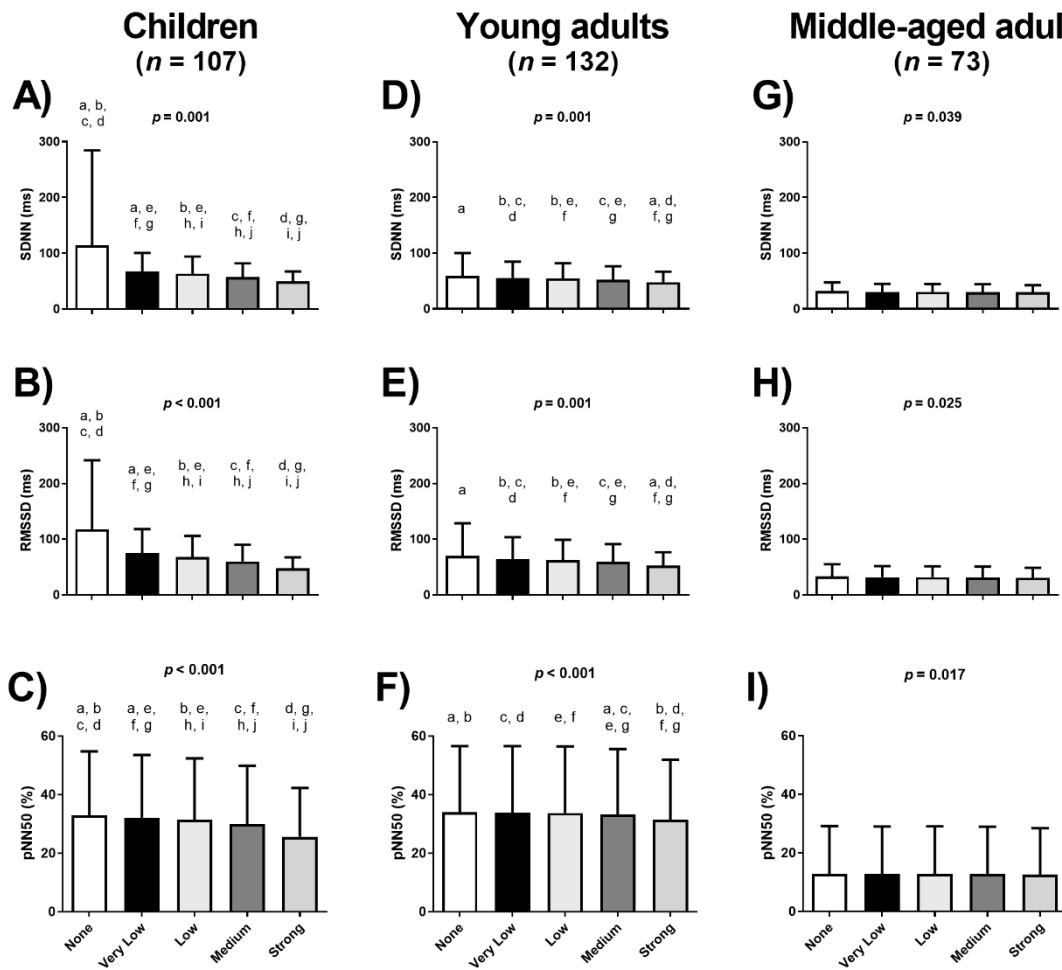 Children
(n = 107)
Young adults
(n = 132)
Middle-aged adul
(n = 73)
A)
a, b,
c, d
p = 0.001
300
200
100
0
SDNN (ms)
a, e,
f, g
b, e,
h, i
c, f,
h, j
d, g,
i, j
D)
p = 0.001
300
200
100
0
SDNN (ms)
a
b, c,
d
b, e,
f
c, e,
g
a, d,
f, g
G)
p = 0.039
300
200
100
0
SDNN (ms)
B)
a, b
c, d
p < 0.001
300
200
100
0
RMSSD (ms)
a, e,
f, g
b, e,
h, i
c, f,
h, j
d, g,
i, j
E)
p = 0.001
300
200
100
0
RMSSD (ms)
a
b, c,
d
b, e,
f
c, e,
g
a, d,
f, g
H)
p = 0.025
300
200
100
0
RMSSD (ms)
C)
p < 0.001
a, b
c, d
a, e,
f, g
b, e,
h, i
c, f,
h, j
d, g,
i, j
60
40
20
0
pNN50 (%)
None
Very Low
Low
Medium
Strong
F)
p < 0.001
a, b
c, d
e, f
a, c,
e, g
b, d,
f, g
60
40
20
0
pNN50 (%)
None
Very Low
Low
Medium
Strong
I)
p = 0.017
60
40
20
0
pNN50 (%)
None
Very Low
Low
Medium
Strong